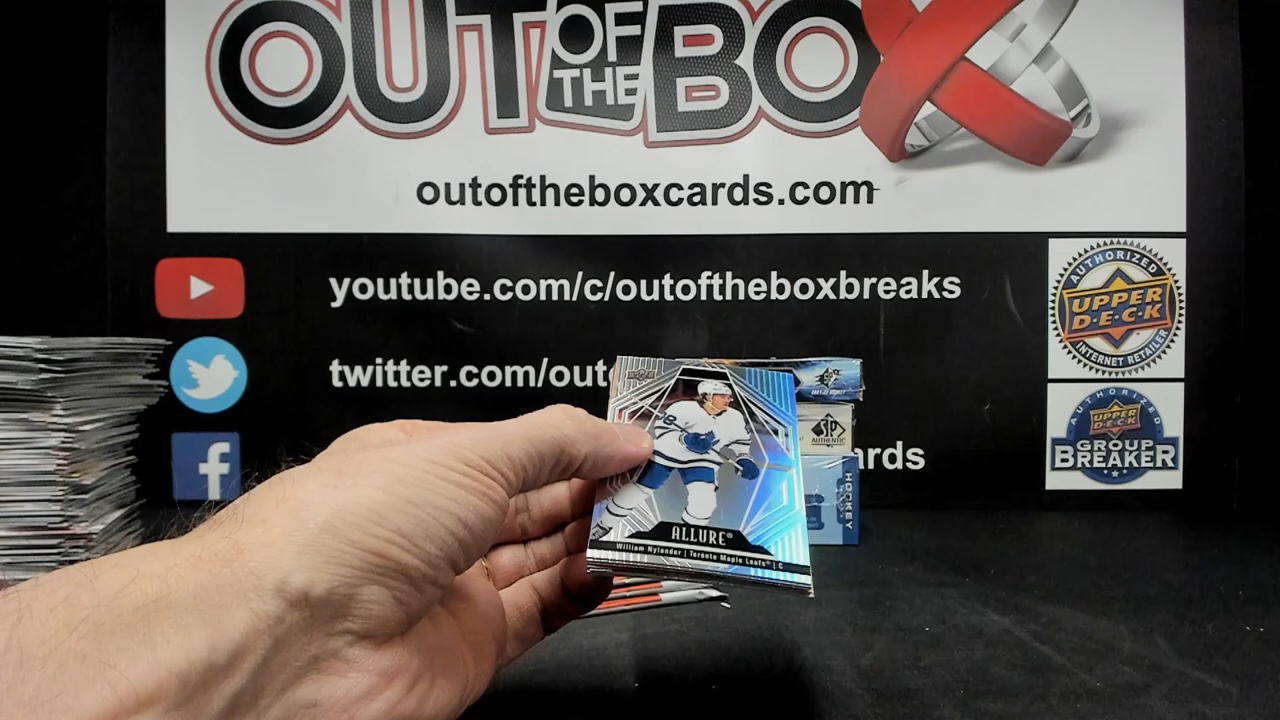 OUT OF THE BOX
outoftheboxcards.com
youtube.com/c/outoftheboxbreaks
twitter.com/out
ards
AUTHORIZED
UPPER
D·E·C·K
INTERNET RETAILER
AUTHORIZED
UPPER
DECK
GROUP
BREAKER
SP
AUTHENTIC
HOCKEY
ALLURE
William Nylander | Toronto Maple Leafs | C